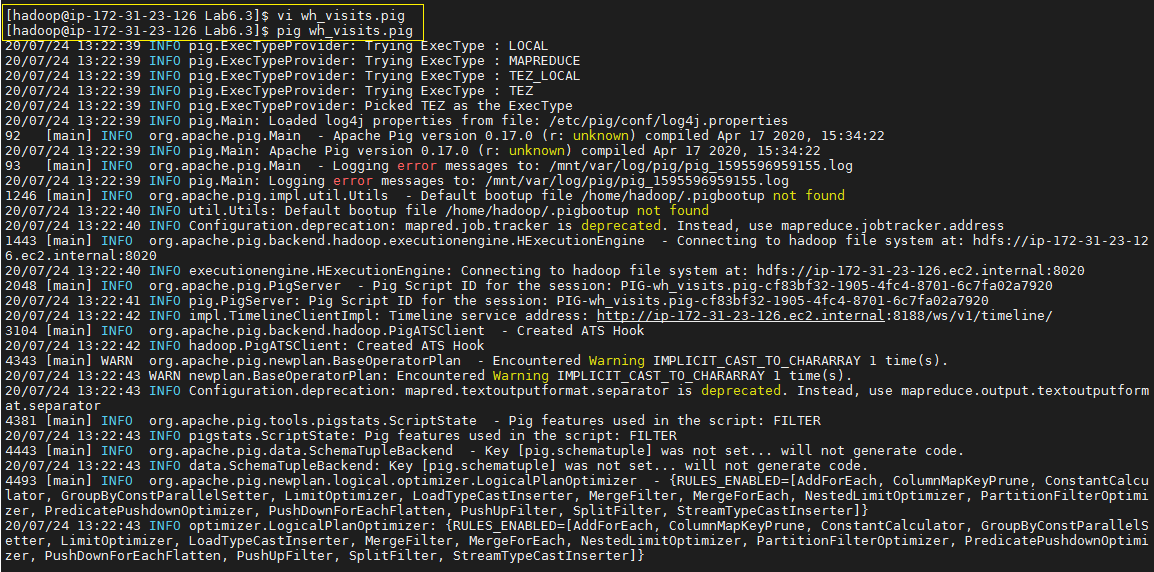 [hadoop@ip-172-31-23-126 Lab6.3]$ vi wh_visits.pig
[hadoop@ip-172-31-23-126 Lab6.3]$ pig wh_visits.pig
20/07/24 13:22:39 INFO pig.ExecTypeProvider: Trying ExecType : LOCAL
20/07/24 13:22:39 INFO pig.ExecTypeProvider: Trying ExecType : MAPREDUCE
20/07/24 13:22:39 INFO pig.ExecTypeProvider: Trying ExecType : TEZ_LOCAL
20/07/24 13:22:39 INFO pig.ExecTypeProvider: Trying ExecType : TEZ
20/07/24 13:22:39 INFO pig.ExecTypeProvider: Picked TEZ as the ExecType
20/07/24 13:22:39 INFO pig.Main: Loaded log4j properties from file: /etc/pig/conf/log4j.properties
92   [main] INFO  org.apache.pig.Main  - Apache Pig version 0.17.0 (r: unknown) compiled Apr 17 2020, 15:34:22
20/07/24 13:22:39 INFO pig.Main: Apache Pig version 0.17.0 (r: unknown) compiled Apr 17 2020, 15:34:22
93   [main] INFO  org.apache.pig.Main  - Logging error messages to: /mnt/var/log/pig/pig_1595596959155.log
20/07/24 13:22:39 INFO pig.Main: Logging error messages to: /mnt/var/log/pig/pig_1595596959155.log
1246 [main] INFO  org.apache.pig.impl.util.Utils  - Default bootup file /home/hadoop/.pigbootup not found
20/07/24 13:22:40 INFO util.Utils: Default bootup file /home/hadoop/.pigbootup not found
20/07/24 13:22:40 INFO Configuration.deprecation: mapred.job.tracker is deprecated. Instead, use mapreduce.jobtracker.address
1443 [main] INFO  org.apache.pig.backend.hadoop.executionengine.HExecutionEngine  - Connecting to hadoop file system at: hdfs://ip-172-31-23-12
6.ec2.internal:8020
20/07/24 13:22:40 INFO executionengine.HExecutionEngine: Connecting to hadoop file system at: hdfs://ip-172-31-23-126.ec2.internal:8020
2048 [main] INFO  org.apache.pig.PigServer  - Pig Script ID for the session: PIG-wh_visits.pig-cf83bf32-1905-4fc4-8701-6c7fa02a7920
20/07/24 13:22:41 INFO pig.PigServer: Pig Script ID for the session: PIG-wh_visits.pig-cf83bf32-1905-4fc4-8701-6c7fa02a7920
20/07/24 13:22:42 INFO impl.TimelineClientImpl: Timeline service address: http://ip-172-31-23-126.ec2.internal:8188/ws/v1/timeline/
3104 [main] INFO  org.apache.pig.backend.hadoop.PigATSClient  - Created ATS Hook
20/07/24 13:22:42 INFO hadoop.PigATSClient: Created ATS Hook
4343 [main] WARN  org.apache.pig.newplan.BaseOperatorPlan  - Encountered Warning IMPLICIT_CAST_TO_CHARARRAY 1 time(s).
20/07/24 13:22:43 WARN newplan.BaseOperatorPlan: Encountered Warning IMPLICIT_CAST_TO_CHARARRAY 1 time(s).
20/07/24 13:22:43 INFO Configuration.deprecation: mapred.textoutputformat.separator is deprecated. Instead, use mapreduce.output.textoutputform
at.separator
4381 [main] INFO  org.apache.pig.tools.pigstats.ScriptState  - Pig features used in the script: FILTER
20/07/24 13:22:43 INFO pigstats.ScriptState: Pig features used in the script: FILTER
4443 [main] INFO  org.apache.pig.data.SchemaTupleBackend  - Key [pig.schematuple] was not set... will not generate code.
20/07/24 13:22:43 INFO data.SchemaTupleBackend: Key [pig.schematuple] was not set... will not generate code.
4493 [main] INFO  org.apache.pig.newplan.logical.optimizer.LogicalPlanOptimizer  - {RULES_ENABLED=[AddForEach, ColumnMapKeyPrune, ConstantCalcu
lator, GroupByConstParallelSetter, LimitOptimizer, LoadTypeCastInserter, MergeFilter, MergeForEach, NestedLimitOptimizer, PartitionFilterOptimi
zer, PredicatePushdownOptimizer, PushDownForEachFlatten, PushUpFilter, SplitFilter, StreamTypeCastInserter]}
20/07/24 13:22:43 INFO optimizer.LogicalPlanOptimizer: {RULES_ENABLED=[AddForEach, ColumnMapKeyPrune, ConstantCalculator, GroupByConstParallelS
etter, LimitOptimizer, LoadTypeCastInserter, MergeFilter, MergeForEach, NestedLimitOptimizer, PartitionFilterOptimizer, PredicatePushdownOptimi
zer, PushDownForEachFlatten, PushUpFilter, SplitFilter, StreamTypeCastInserter]}